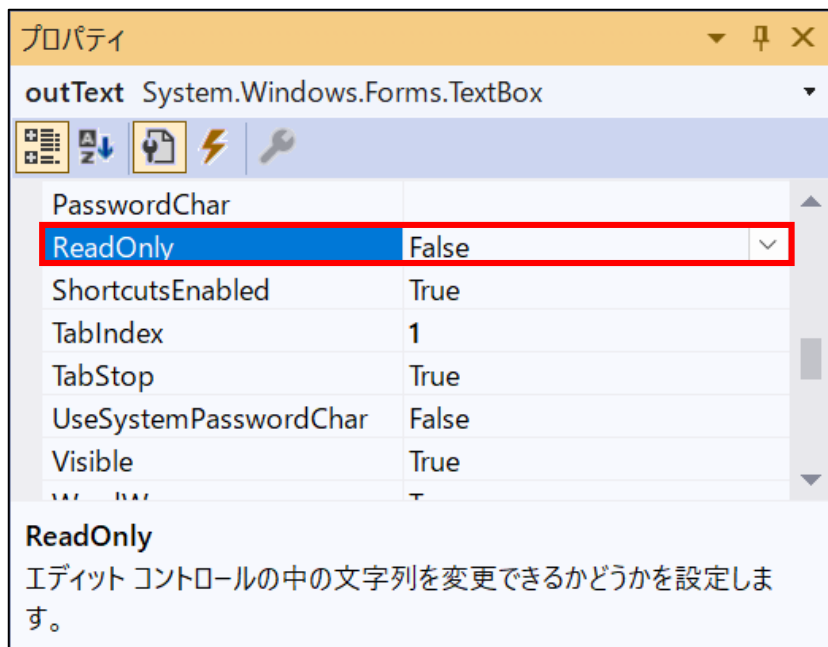 プロパティ
outText System.Windows.Forms.TextBox
PasswordChar
ReadOnly False
ShortcutsEnabled True
TabIndex 1
TabStop True
UseSystemPasswordChar False
Visible True
ReadOnly
エディット コントロールの中の文字列を変更できるかどうかを設定しま
す。